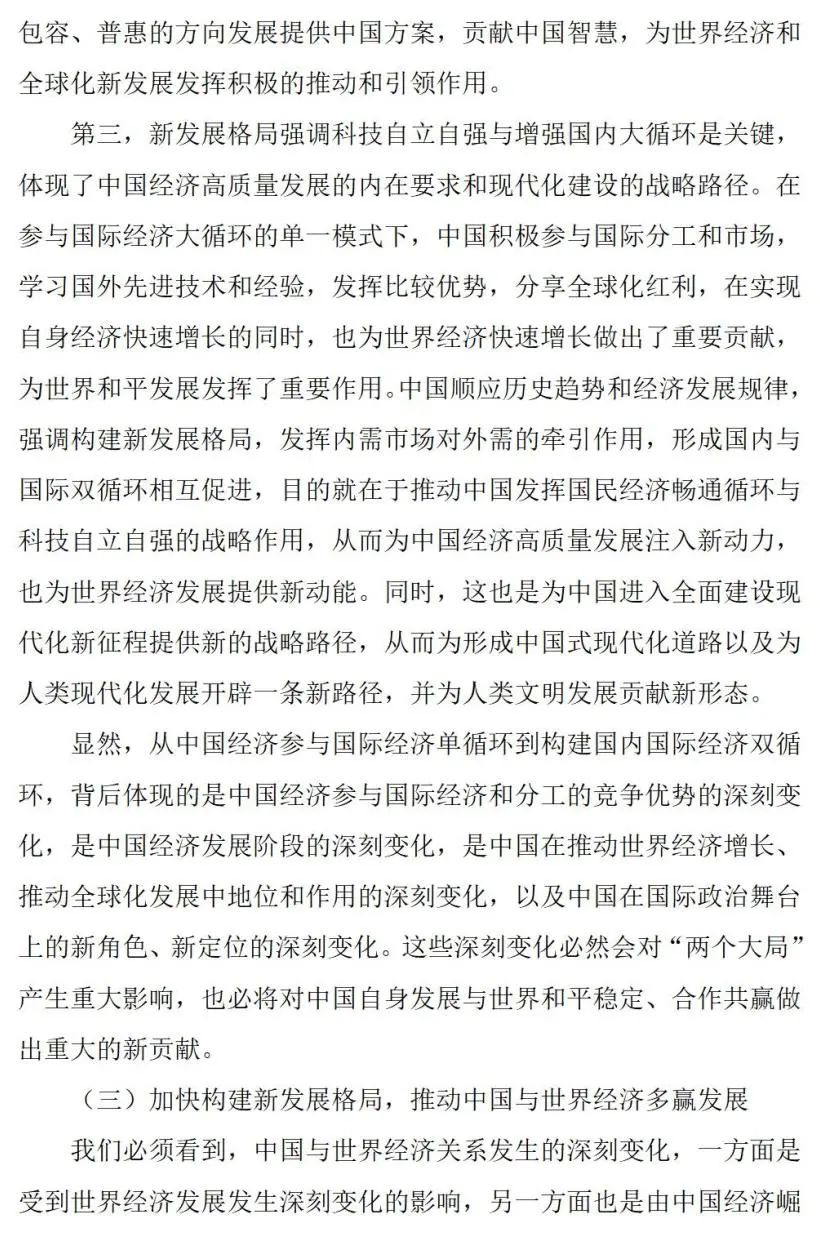 包容、普惠的方向发展提供中国方案，贡献中国智慧，为世界经济和
全球化新发展发挥积极的推动和引领作用。
第三，新发展格局强调科技自立自强与增强国内大循环是关键，
体现了中国经济高质量发展的内在要求和现代化建设的战略路径。在
参与国际经济大循环的单一模式下，中国积极参与国际分工和市场，
学习国外先进技术和经验，发挥比较优势，分享全球化红利，在实现
自身经济快速增长的同时，也为世界经济快速增长做出了重要贡献，
为世界和平发展发挥了重要作用。中国顺应历史趋势和经济发展规律，
强调构建新发展格局，发挥内需市场对外需的牵引作用，形成国内与
国际双循环相互促进，目的就在于推动中国发挥国民经济畅通循环与
科技自立自强的战略作用，从而为中国经济高质量发展注入新动力，
也为世界经济发展提供新动能。同时，这也是为中国进入全面建设现
代化新征程提供新的战略路径，从而为形成中国式现代化道路以及为
人类现代化发展开辟一条新路径，并为人类文明发展贡献新形态。
显然，从中国经济参与国际经济单循环到构建国内国际经济双循
环，背后体现的是中国经济参与国际经济和分工的竞争优势的深刻变
化，是中国经济发展阶段的深刻变化，是中国在推动世界经济增长、
推动全球化发展中地位和作用的深刻变化，以及中国在国际政治舞台
上的新角色、新定位的深刻变化。这些深刻变化必然会对“两个大局”
产生重大影响，也必将对中国自身发展与世界和平稳定、合作共赢做
出重大的新贡献。
（三）加快构建新发展格局，推动中国与世界经济多赢发展
我们必须看到，中国与世界经济关系发生的深刻变化，一方面是
受到世界经济发展发生深刻变化的影响，另一方面也是由中国经济崛